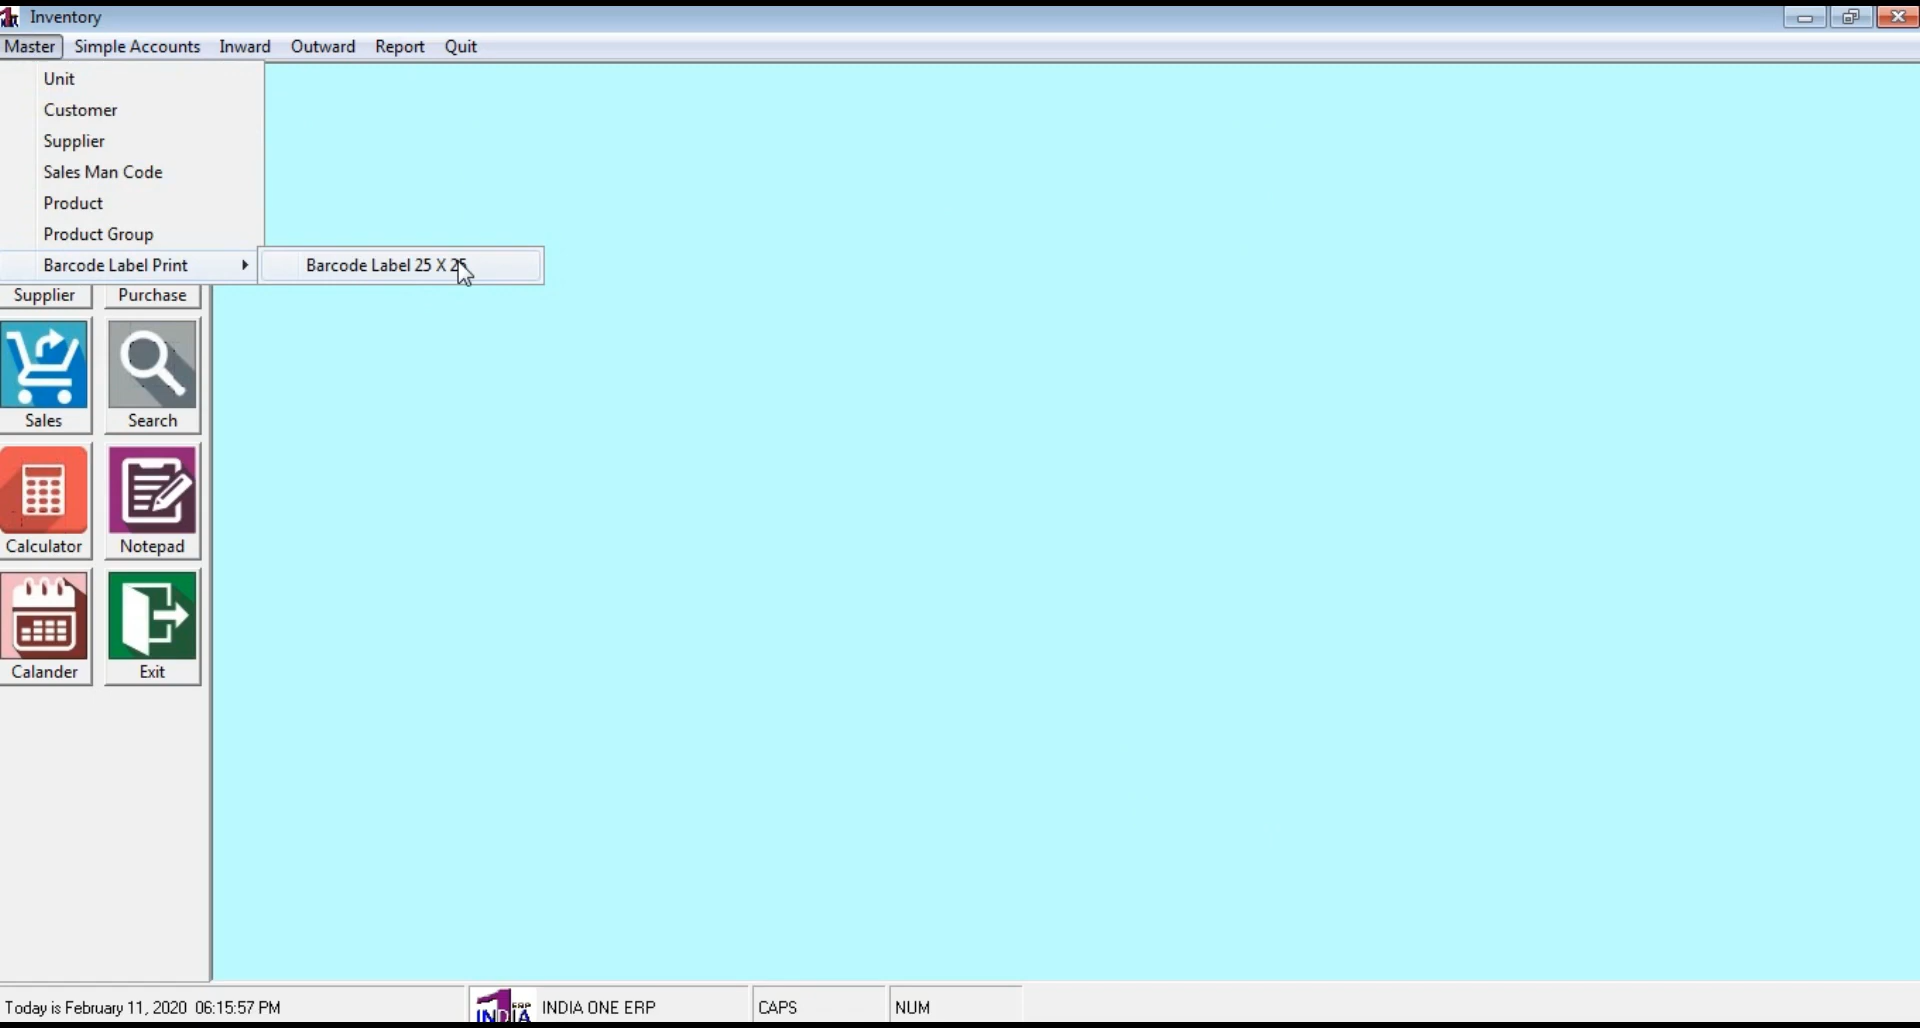 Inventory
Master Simple Accounts Inward Outward Report Quit
Unit
Customer
Supplier
Sales Man Code
Product
Product Group
Barcode Label Print
Barcode Label 25 X 25
Supplier Purchase
Sales Search
Calculator Notepad
Calander Exit
Today is February 11, 2020 06:15:57 PM
ERP
INDIA
INDIA ONE ERP
CAPS
NUM